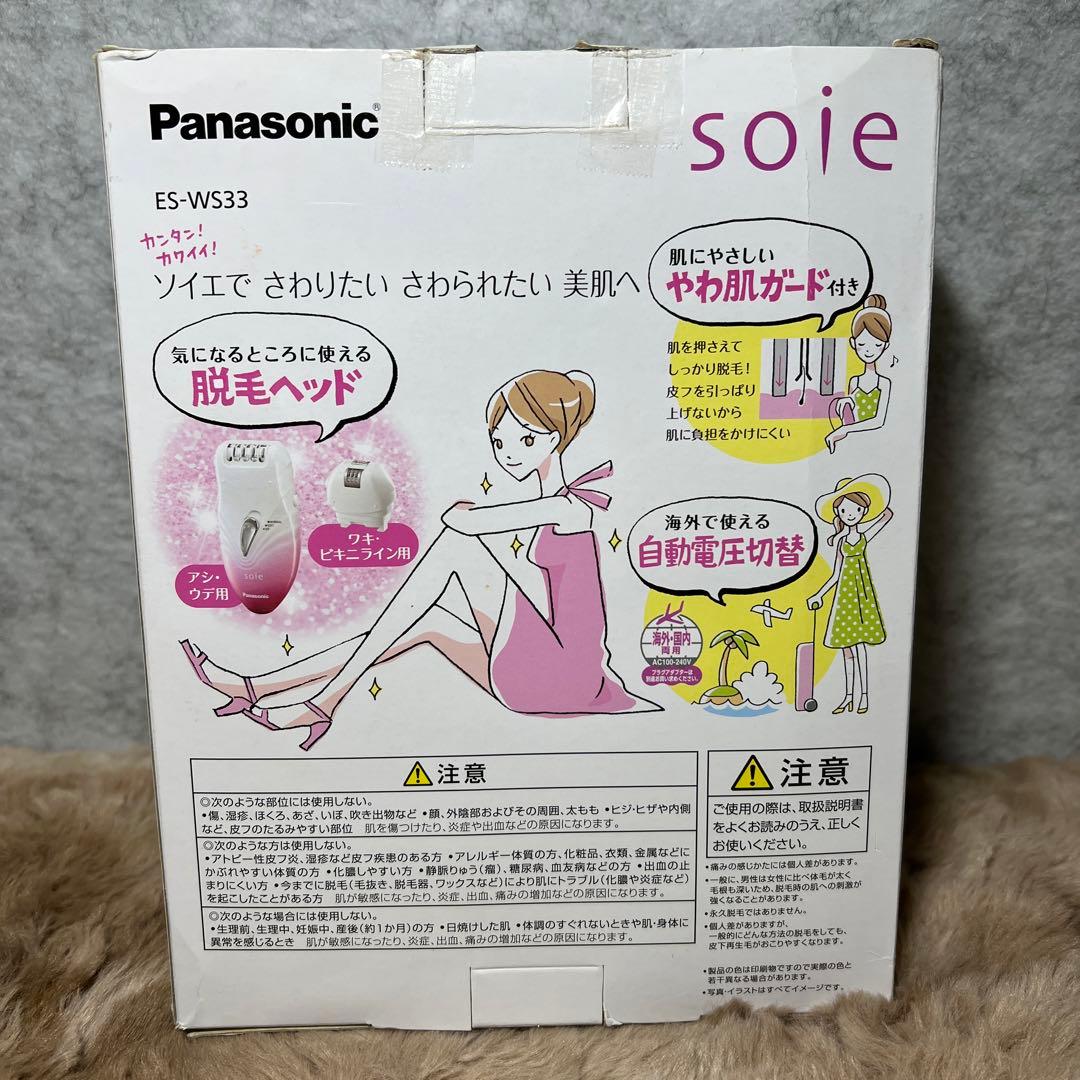 Panasonic®
soie
ES-WS33
カンタン！
カワイイ！
ソイエで さわりたい さわられたい 美肌へ
肌にやさしい
やわ肌ガード付き
肌を押さえて
しっかり脱毛！
皮フを引っぱり
上げないから
肌に負担をかけにくい
気になるところに使える
脱毛ヘッド
ワキ・
ビキニライン用
アシ・
ウデ用
soie
Panasonic
海外で使える
自動電圧切替
海外・国内
両用
AC100-240V
プラグアダプターは
別途お買い求めください。
注意
◎次のような部位には使用しない。
・傷、湿疹、ほくろ、あざ、いぼ、吹き出物など ・顔、外陰部およびその周囲、太もも ・ヒジ・ヒザや内側
など、皮フのたるみやすい部位 肌を傷つけたり、炎症や出血などの原因になります。
◎次のような方は使用しない。
・アトピー性皮フ炎、湿疹など皮フ疾患のある方 ・アレルギー体質の方、化粧品、衣類、金属などに
かぶれやすい体質の方 ・化膿しやすい方 ・静脈りゅう（瘤）、糖尿病、血友病などの方 ・出血の止
まりにくい方 ・今までに脱毛（毛抜き、脱毛器、ワックスなど）により肌にトラブル（化膿や炎症など）
を起こしたことがある方 肌が敏感になったり、炎症、出血、痛みの増加などの原因になります。
◎次のような場合には使用しない。
・生理前、生理中、妊娠中、産後（約1か月）の方 ・日焼けした肌 ・体調のすぐれないときや肌・身体に
異常を感じるとき 肌が敏感になったり、炎症、出血、痛みの増加などの原因になります。
注意
ご使用の際は、取扱説明書
をよくお読みのうえ、正しく
お使いください。
・痛みの感じかたには個人差があります。
・一般に、男性は女性に比べ体毛が太く
毛根も深いため、脱毛時の肌への刺激が
強くなることがあります。
・永久脱毛ではありません。
・個人差がありますが、
一般的にどんな方法の脱毛をしても、
皮下再生毛がおこりやすくなります。
・製品の色は印刷物ですので実際の色と
若干異なる場合があります。
・写真・イラストはすべてイメージです。